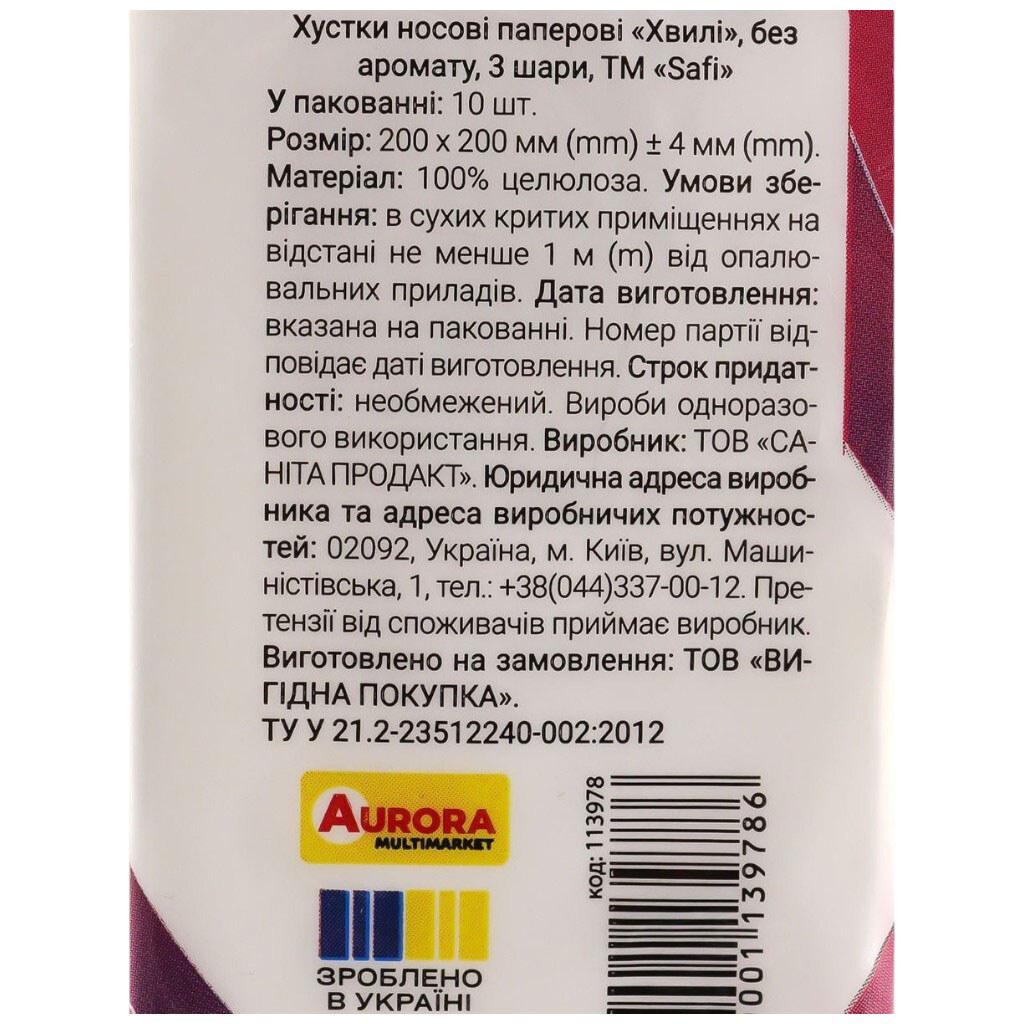 Хустки носові паперові «Хвилі», без
аромату, 3 шари, ТМ «Safi»
У пакованні: 10 шт.
Розмір: 200 х 200 мм (mm) ± 4 мм (mm).
Матеріал: 100% целюлоза. Умови збе-
рігання: в сухих критих приміщеннях на
відстані не менше 1 м (m) від опалю-
вальних приладів. Дата виготовлення:
вказана на пакованні. Номер партії від-
повідає даті виготовлення. Строк придат-
ності: необмежений. Вироби одноразо-
вого використання. Виробник: ТОВ «СА-
НІТА ПРОДАКТ». Юридична адреса вироб-
ника та адреса виробничих потужнос-
тей: 02092, Україна, м. Київ, вул. Маши-
ністівська, 1, тел.: +38(044)337-00-12. Пре-
тензії від споживачів приймає виробник.
Виготовлено на замовлення: ТОВ «ВИ-
ГІДНА ПОКУПКА».
ТУ У 21.2-23512240-002:2012
AURORA
MULTIMARKET
ЗРОБЛЕНО
В УКРАЇНІ
код: 113978
0001139786